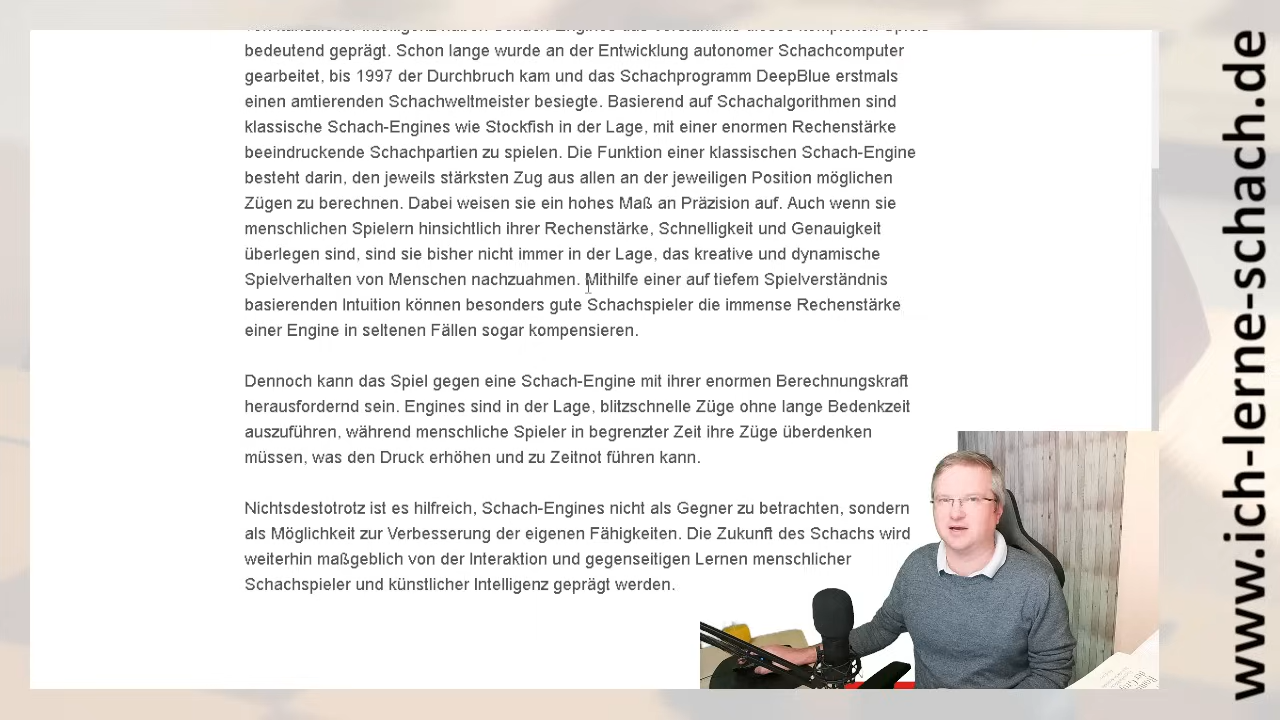 bedeutend geprägt. Schon lange wurde an der Entwicklung autonomer Schachcomputer
gearbeitet, bis 1997 der Durchbruch kam und das Schachprogramm DeepBlue erstmals
einen amtierenden Schachweltmeister besiegte. Basierend auf Schachalgorithmen sind
klassische Schach-Engines wie Stockfish in der Lage, mit einer enormen Rechenstärke
beeindruckende Schachpartien zu spielen. Die Funktion einer klassischen Schach-Engine
besteht darin, den jeweils stärksten Zug aus allen an der jeweiligen Position möglichen
Zügen zu berechnen. Dabei weisen sie ein hohes Maß an Präzision auf. Auch wenn sie
menschlichen Spielern hinsichtlich ihrer Rechenstärke, Schnelligkeit und Genauigkeit
überlegen sind, sind sie bisher nicht immer in der Lage, das kreative und dynamische
Spielverhalten von Menschen nachzuahmen. Mithilfe einer auf tiefem Spielverständnis
basierenden Intuition können besonders gute Schachspieler die immense Rechenstärke
einer Engine in seltenen Fällen sogar kompensieren.
Dennoch kann das Spiel gegen eine Schach-Engine mit ihrer enormen Berechnungskraft
herausfordernd sein. Engines sind in der Lage, blitzschnelle Züge ohne lange Bedenkzeit
auszuführen, während menschliche Spieler in begrenzter Zeit ihre Züge überdenken
müssen, was den Druck erhöhen und zu Zeitnot führen kann.
Nichtsdestotrotz ist es hilfreich, Schach-Engines nicht als Gegner zu betrachten, sondern
als Möglichkeit zur Verbesserung der eigenen Fähigkeiten. Die Zukunft des Schachs wird
weiterhin maßgeblich von der Interaktion und gegenseitigen Lernen menschlicher
Schachspieler und künstlicher Intelligenz geprägt werden.
www.ich-lerne-schach.de